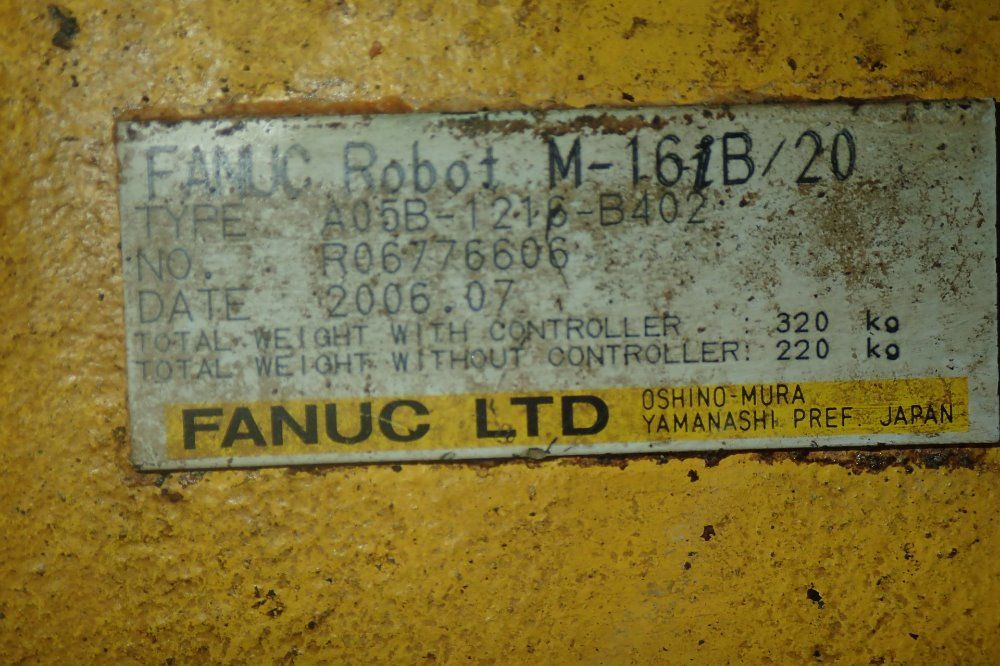 FANUC Robot M-16iB/20
TYPE A05B-1216-B402
NO. R06776606
DATE 2006.07
TOTAL WEIGHT WITH CONTROLLER : 320 kg
TOTAL WEIGHT WITHOUT CONTROLLER: 220 kg
FANUC LTD
OSHINO-MURA
YAMANASHI PREF. JAPAN